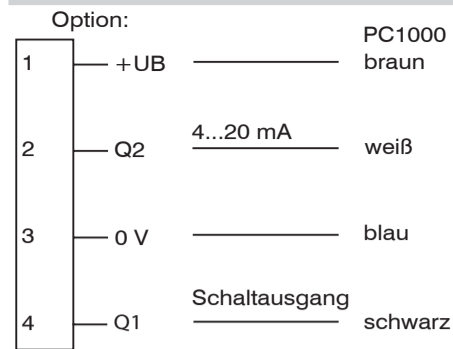 Option:
PC1000
1 +UB braun
2 Q2 4...20 mA weiß
3 0 V blau
Schaltausgang
4 Q1 schwarz